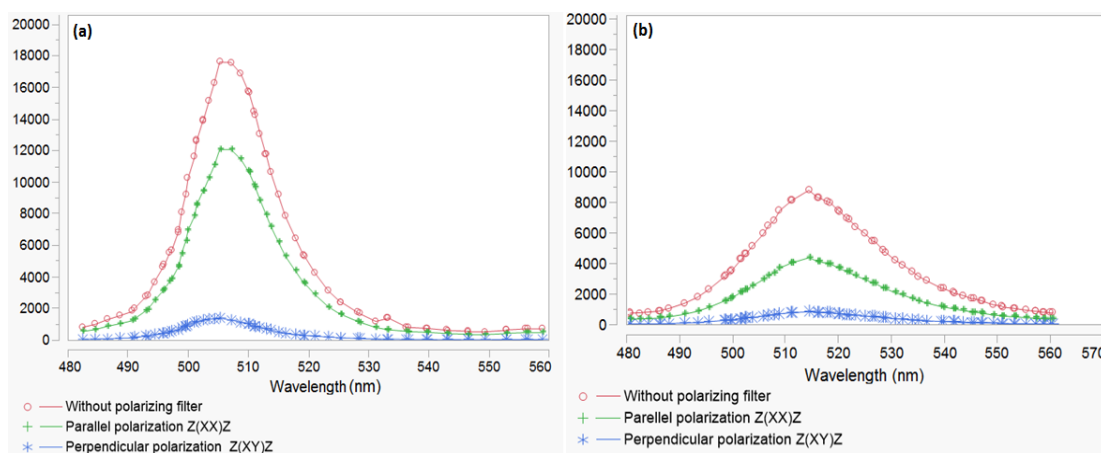 (a)
20000
18000
16000
14000
12000
10000
8000
6000
4000
2000
0
480 490 500 510 520 530 540 550 560
Wavelength (nm)
Without polarizing filter
Parellel polarization Z(XX)Z
Perpendicular polarization Z(XY)Z
(b)
20000
18000
16000
14000
12000
10000
8000
6000
4000
2000
0
480 490 500 510 520 530 540 550 560 570
Wavelength (nm)
Without polarizing filter
Parellel polarization Z(XX)Z
Perpendicular polarization Z(XY)Z